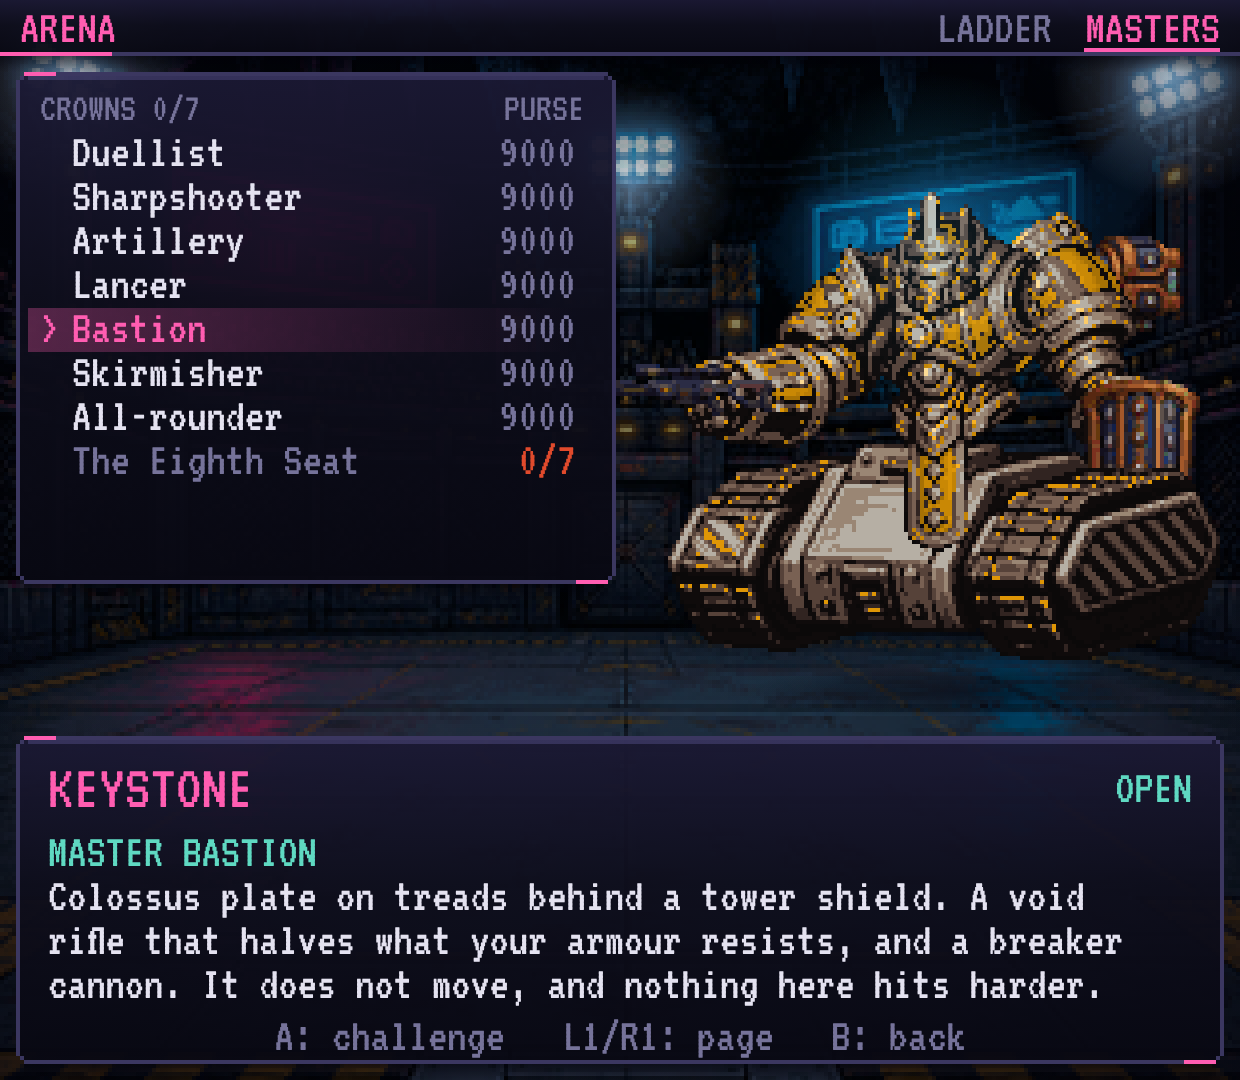 ARENA LADDER MASTERS
CROWNS 0/7 PURSE
Duellist 9000
Sharpshooter 9000
Artillery 9000
Lancer 9000
> Bastion 9000
Skirmisher 9000
All-rounder 9000
The Eighth Seat 0/7
KEYSTONE OPEN
MASTER BASTION
Colossus plate on treads behind a tower shield. A void
rifle that halves what your armour resists, and a breaker
cannon. It does not move, and nothing here hits harder.
A: challenge L1/R1: page B: back